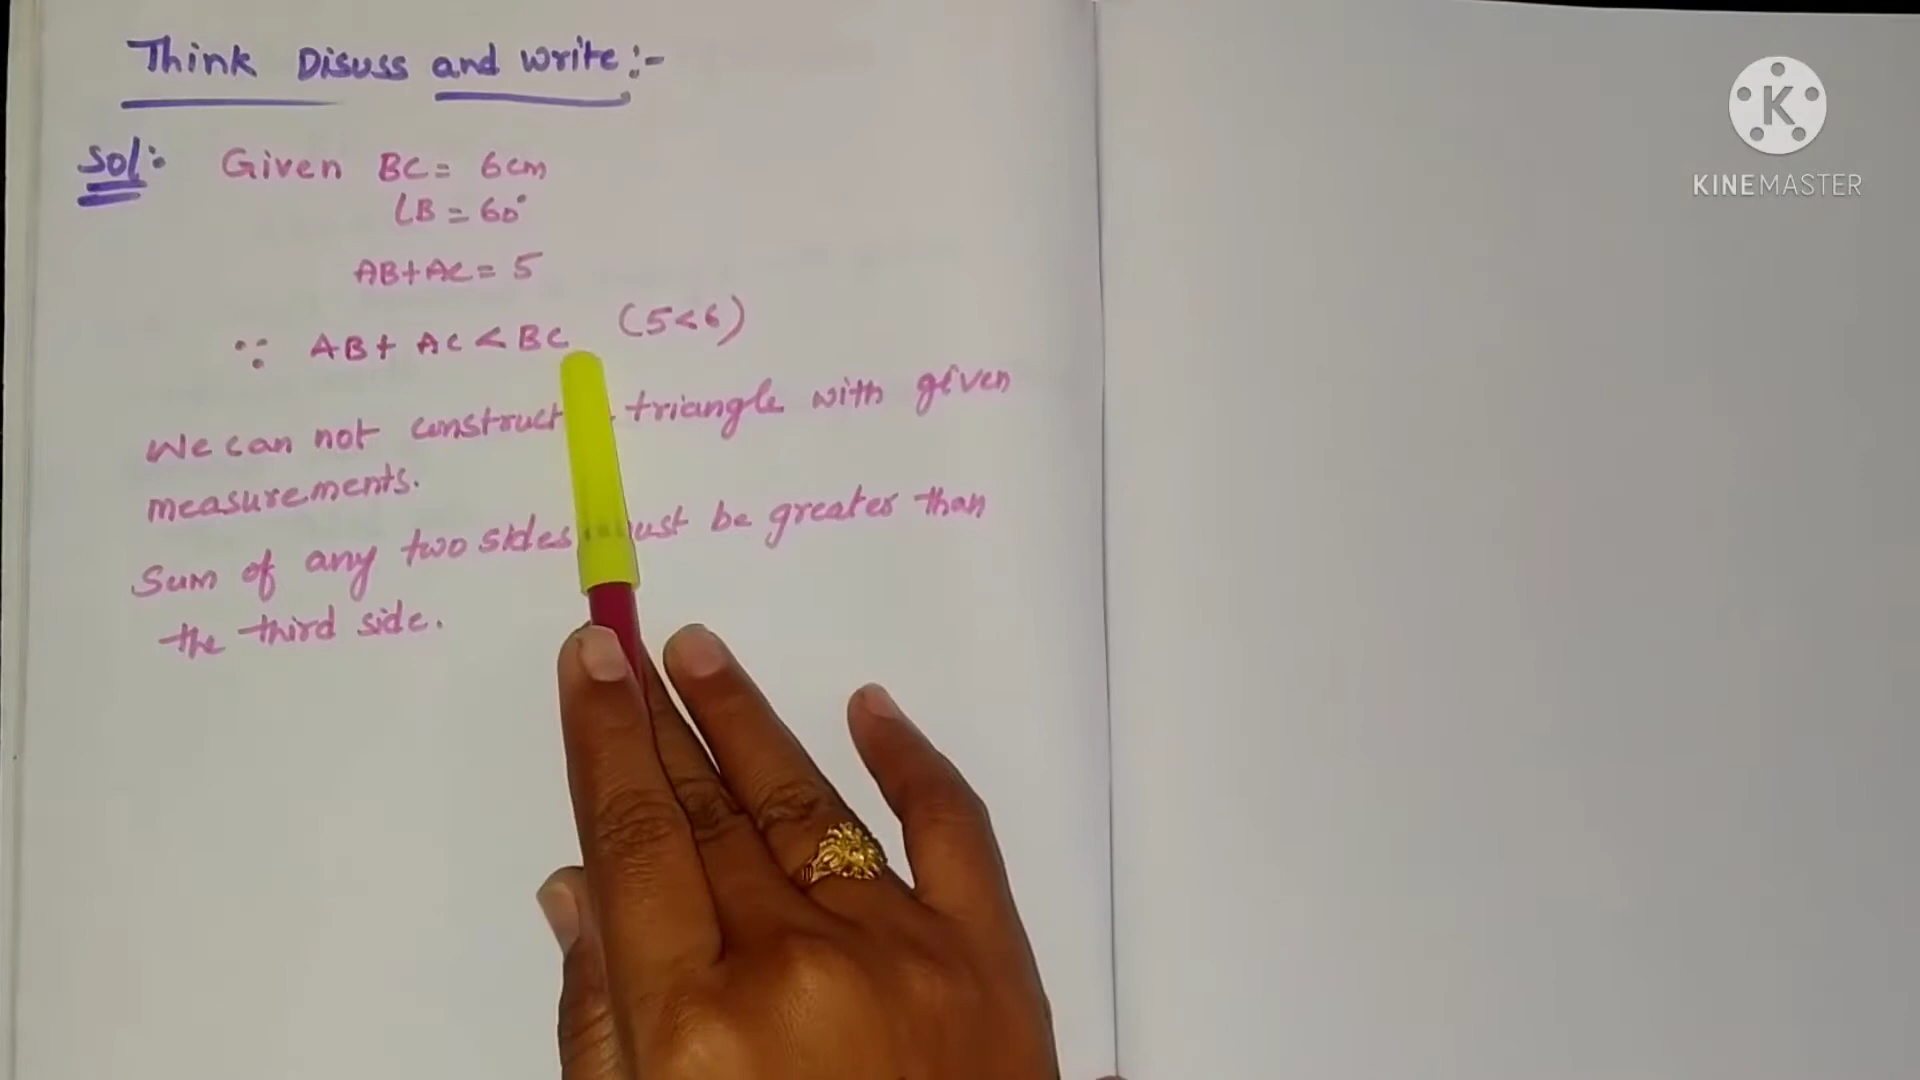 Think Disuss and write:-
Sol: Given BC = 6cm
∠B = 60°
AB+AC = 5
∵ AB+ AC < BC (5<6)
We can not construct triangle with given
measurements.
Sum of any two sides must be greater than
the third side.
K
KINEMASTER